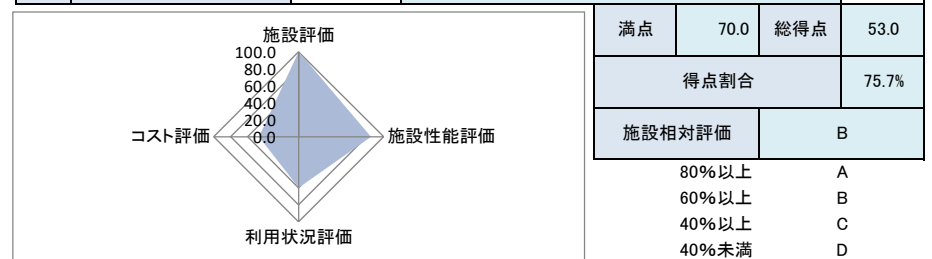 施設評価
100.0
80.0
60.0
40.0
20.0
0.0
コスト評価
施設性能評価
利用状況評価
満点 70.0 総得点 53.0
得点割合 75.7%
施設相対評価 B
80%以上 A
60%以上 B
40%以上 C
40%未満 D